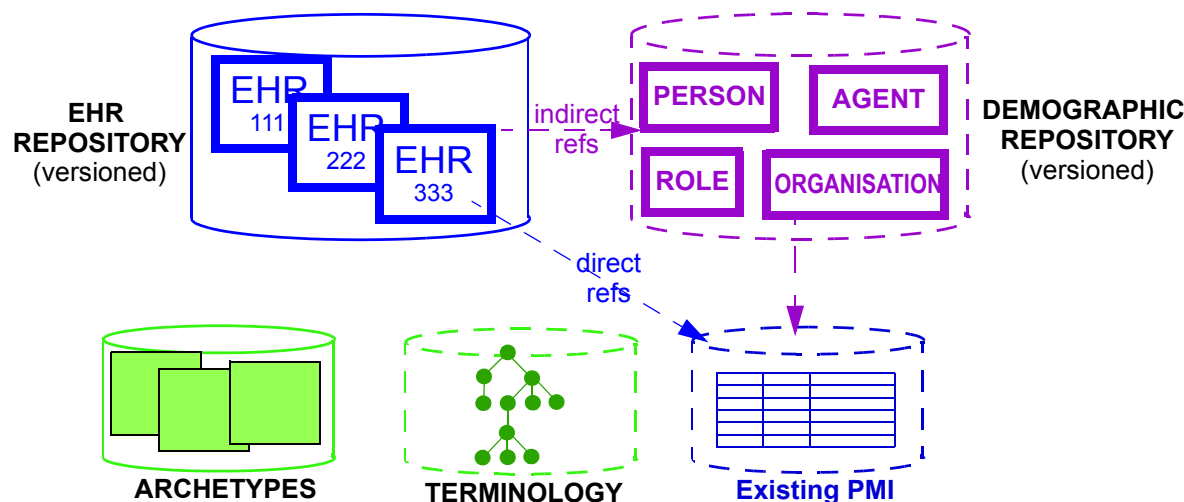 EHR
REPOSITORY
(versioned)
EHR
111
EHR
222
EHR
333
indirect
refs
direct
refs
PERSON
AGENT
ROLE
ORGANISATION
DEMOGRAPHIC
REPOSITORY
(versioned)
ARCHETYPES
TERMINOLOGY
Existing PMI